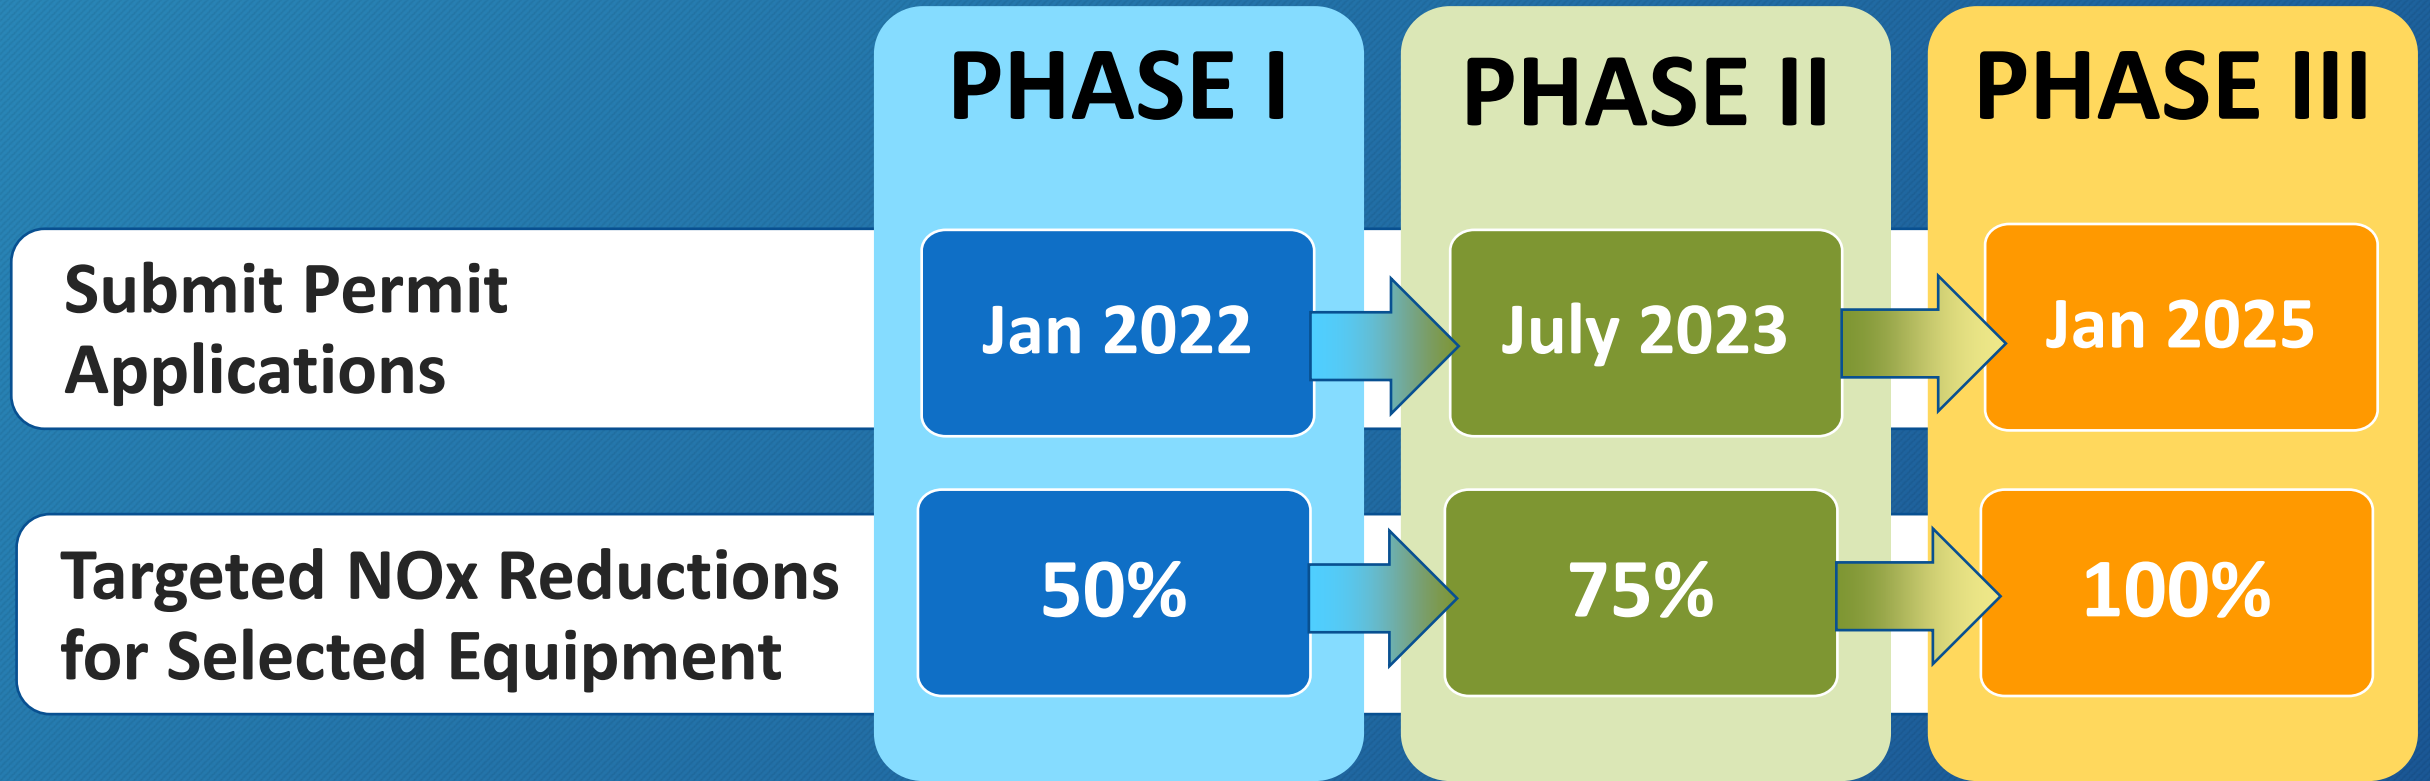 PHASE I
PHASE II
PHASE III
Submit Permit
Applications
Jan 2022
July 2023
Jan 2025
Targeted NOx Reductions
for Selected Equipment
50%
75%
100%